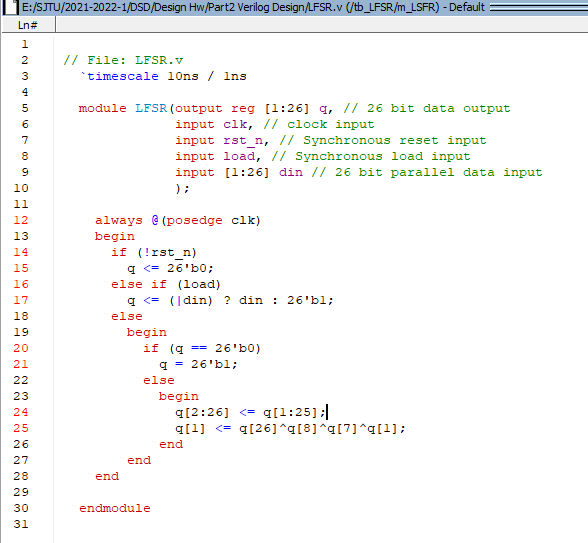 E:/SJTU/2021-2022-1/DSD/Design Hw/Part2 Verilog Design/LFSR.v (/tb_LFSR/m_LSFR) - Default
Ln#
1
2 // File: LFSR.v
3 `timescale 10ns / 1ns
4
5 module LFSR(output reg [1:26] q, // 26 bit data output
6 input clk, // clock input
7 input rst_n, // Synchronous reset input
8 input load, // Synchronous load input
9 input [1:26] din // 26 bit parallel data input
10 );
11
12 always @(posedge clk)
13 begin
14 if (!rst_n)
15 q <= 26'b0;
16 else if (load)
17 q <= (|din) ? din : 26'b1;
18 else
19 begin
20 if (q == 26'b0)
21 q = 26'b1;
22 else
23 begin
24 q[2:26] <= q[1:25];
25 q[1] <= q[26]^q[8]^q[7]^q[1];
26 end
27 end
28 end
29
30 endmodule
31